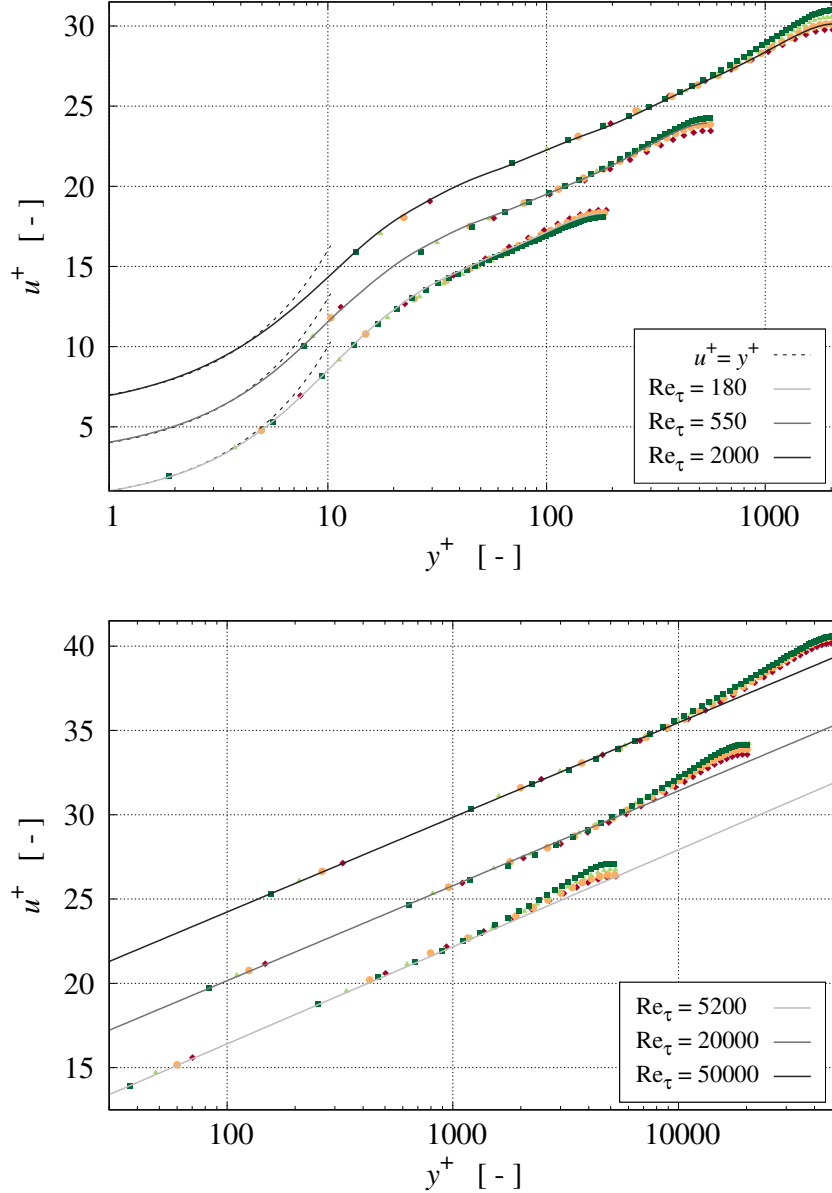 30
25
20
15
10
5
u⁺ [ - ]
1 10 100 1000
y⁺ [ - ]
u⁺= y⁺
Reτ = 180
Reτ = 550
Reτ = 2000
40
35
30
25
20
15
u⁺ [ - ]
100 1000 10000
y⁺ [ - ]
Reτ = 5200
Reτ = 20000
Reτ = 50000